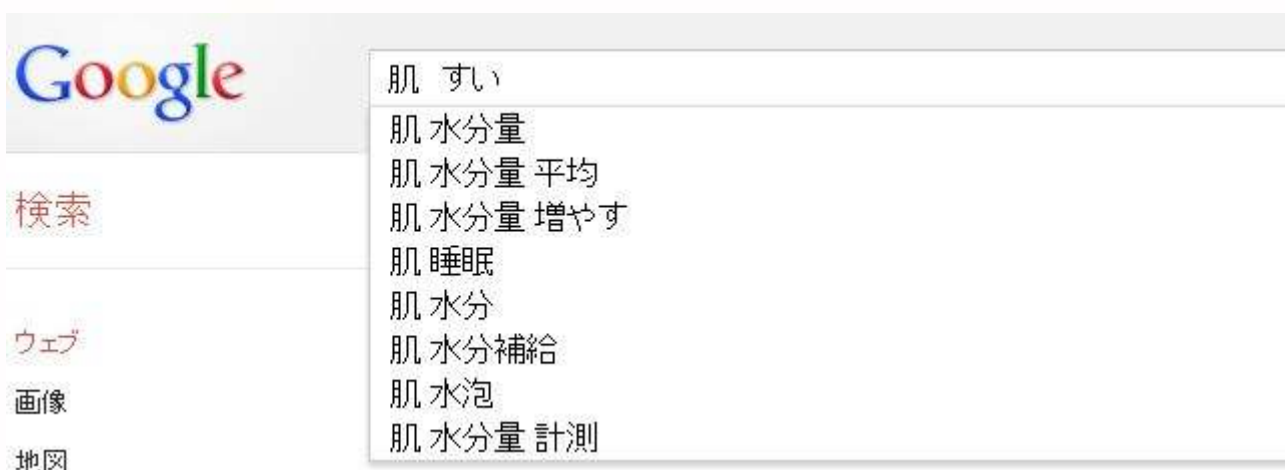 Google
肌 すい
肌 水分量
肌 水分量 平均
肌 水分量 増やす
肌 睡眠
肌 水分
肌 水分補給
肌 水泡
肌 水分量 計測
検索
ウェブ
画像
地図